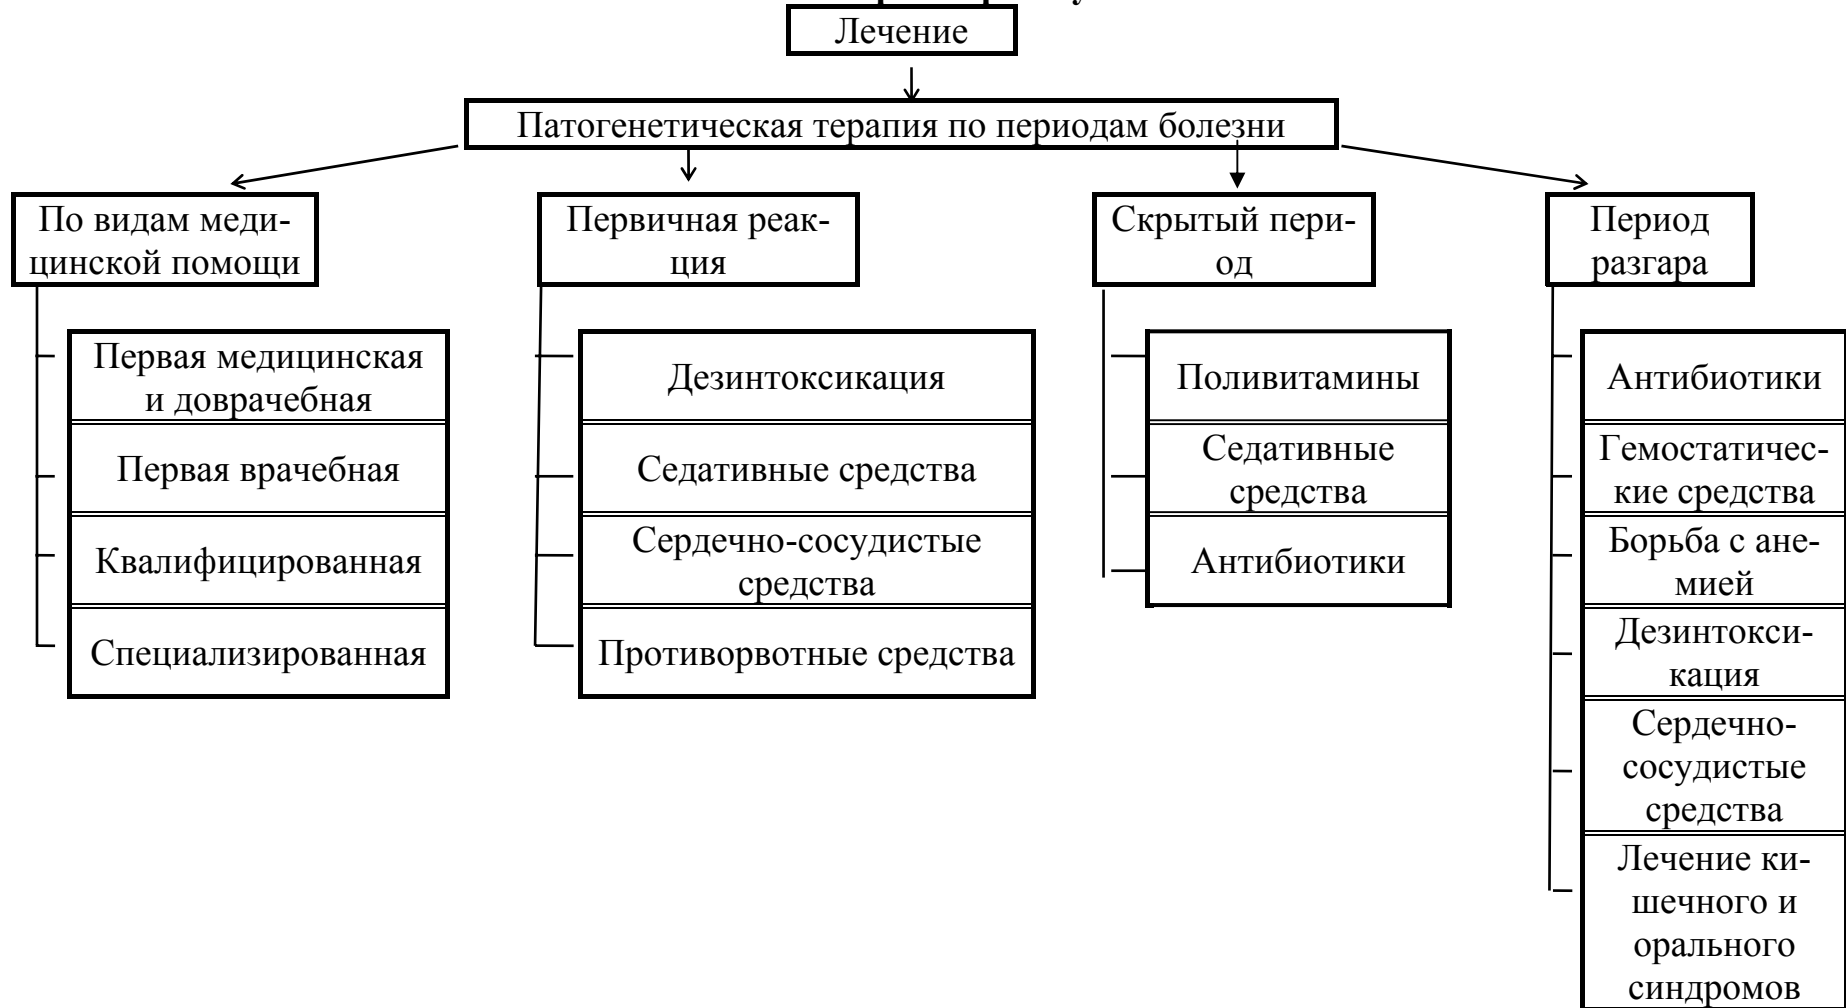 Лечение
Патогенетическая терапия по периодам болезни
По видам меди-
цинской помощи
Первая медицинская
и доврачебная
Первая врачебная
Квалифицированная
Специализированная
Первичная реак-
ция
Дезинтоксикация
Седативные средства
Сердечно-сосудистые
средства
Противорвотные средства
Скрытый пери-
од
Поливитамины
Седативные
средства
Антибиотики
Период
разгара
Антибиотики
Гемостатичес-
кие средства
Борьба с ане-
мией
Дезинтокси-
кация
Сердечно-
сосудистые
средства
Лечение ки-
шечного и
орального
синдромов